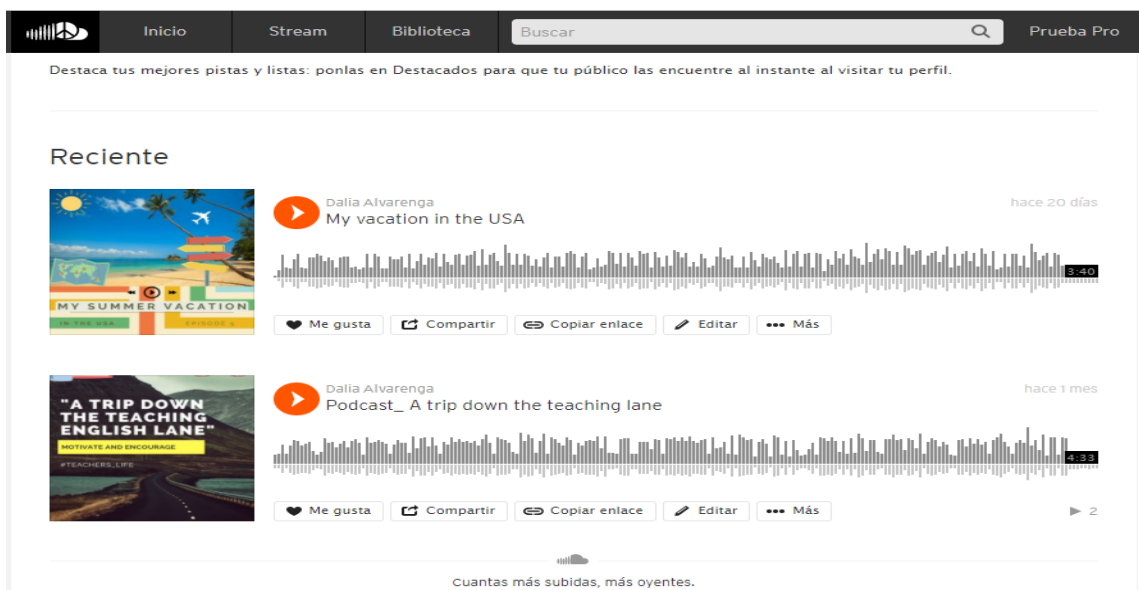 Inicio Stream Biblioteca Buscar Prueba Pro
Destaca tus mejores pistas y listas: ponlas en Destacados para que tu público las encuentre al instante al visitar tu perfil.
Reciente
Dalia Alvarenga hace 20 días
My vacation in the USA
3:40
MY SUMMER VACATION
IN THE USA EPISODE 1
Me gusta Compartir Copiar enlace Editar Más
Dalia Alvarenga hace 1 mes
Podcast_ A trip down the teaching lane
"A TRIP DOWN
THE TEACHING
ENGLISH LANE"
MOTIVATE AND ENCOURAGE
#TEACHERS_LIFE
4:33
Me gusta Compartir Copiar enlace Editar Más
2
Cuantas más subidas, más oyentes.